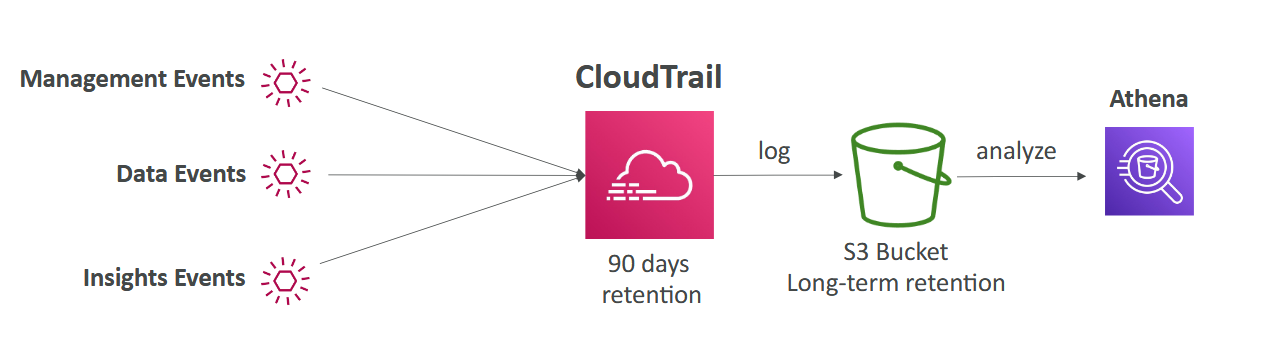 Management Events
Data Events
Insights Events
CloudTrail
90 days
retention
log
S3 Bucket
Long-term retention
analyze
Athena